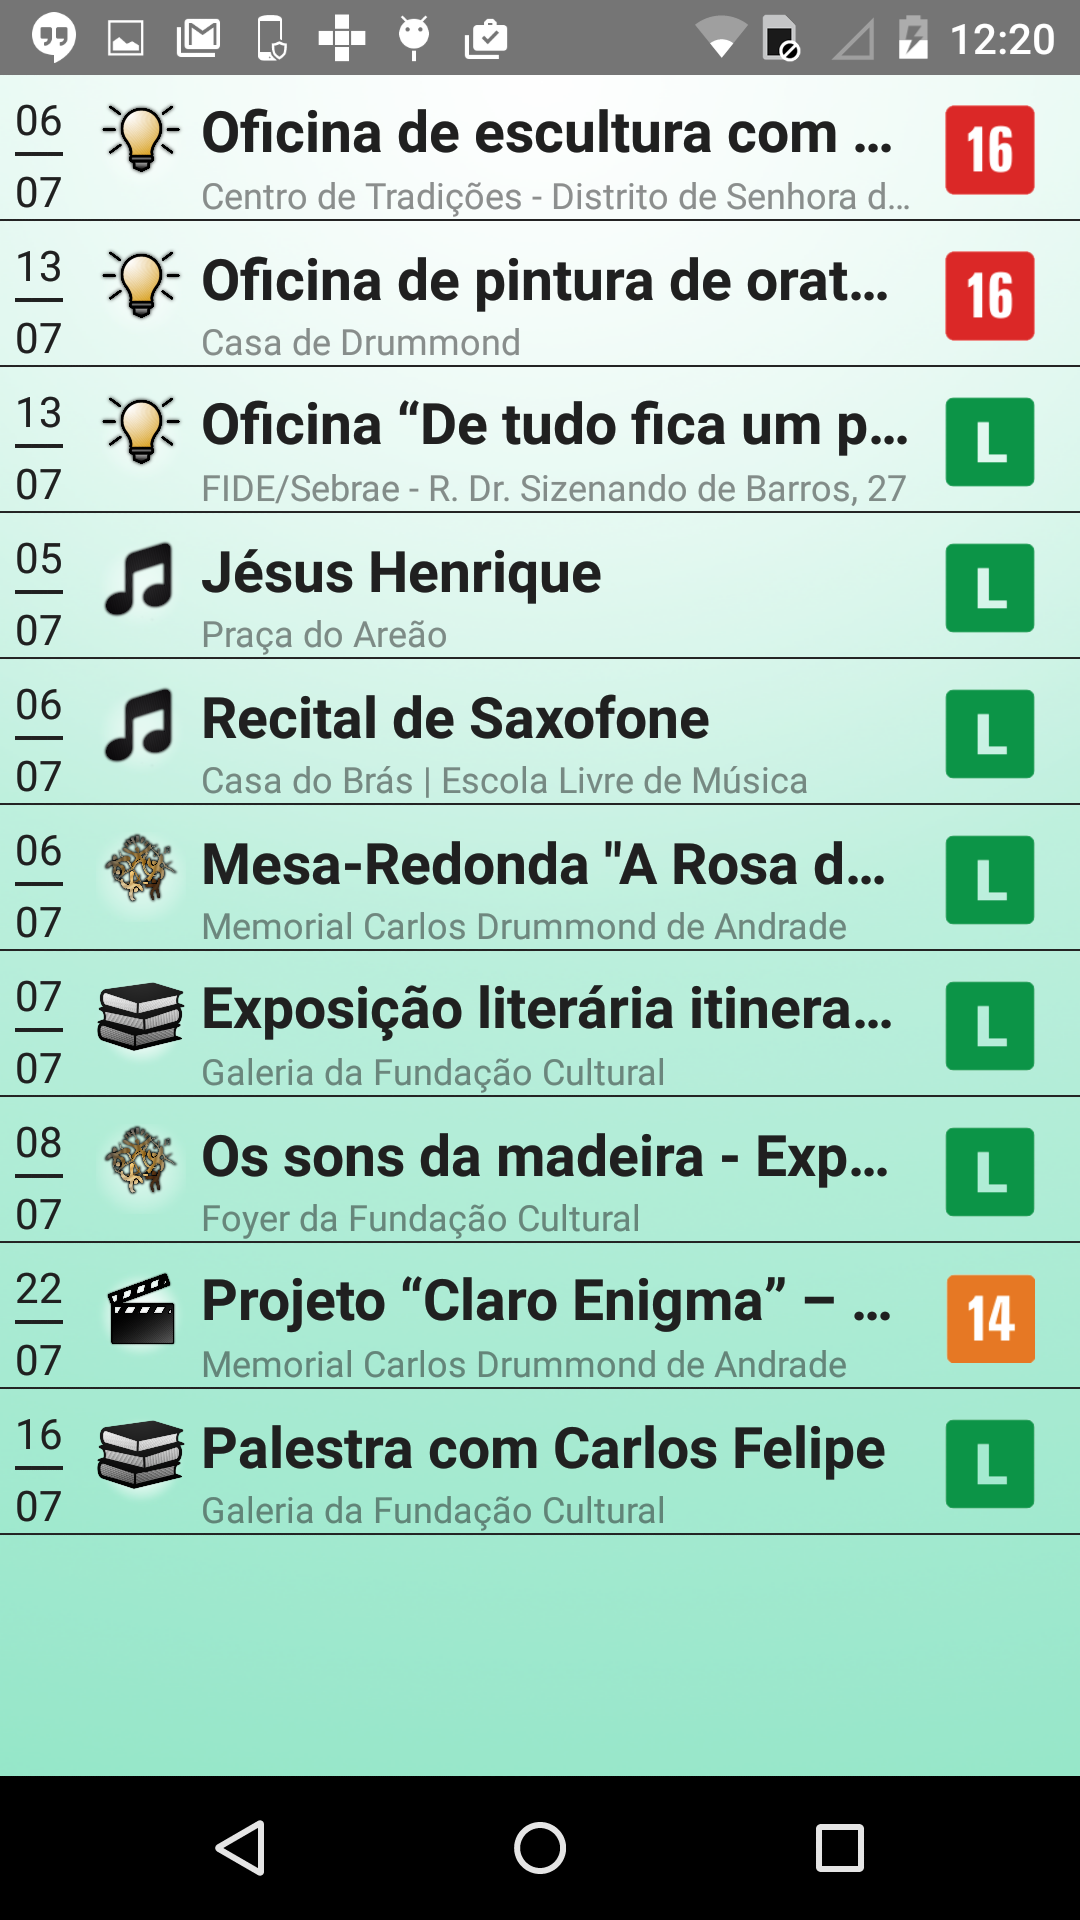 12:20
06
07
Oficina de escultura com ...
Centro de Tradições - Distrito de Senhora d...
16
13
07
Oficina de pintura de orat...
Casa de Drummond
16
13
07
Oficina “De tudo fica um p...
FIDE/Sebrae - R. Dr. Sizenando de Barros, 27
L
05
07
Jésus Henrique
Praça do Areão
L
06
07
Recital de Saxofone
Casa do Brás | Escola Livre de Música
L
06
07
Mesa-Redonda "A Rosa d...
Memorial Carlos Drummond de Andrade
L
07
07
Exposição literária itinera...
Galeria da Fundação Cultural
L
08
07
Os sons da madeira - Exp...
Foyer da Fundação Cultural
L
22
07
Projeto “Claro Enigma” – ...
Memorial Carlos Drummond de Andrade
14
16
07
Palestra com Carlos Felipe
Galeria da Fundação Cultural
L